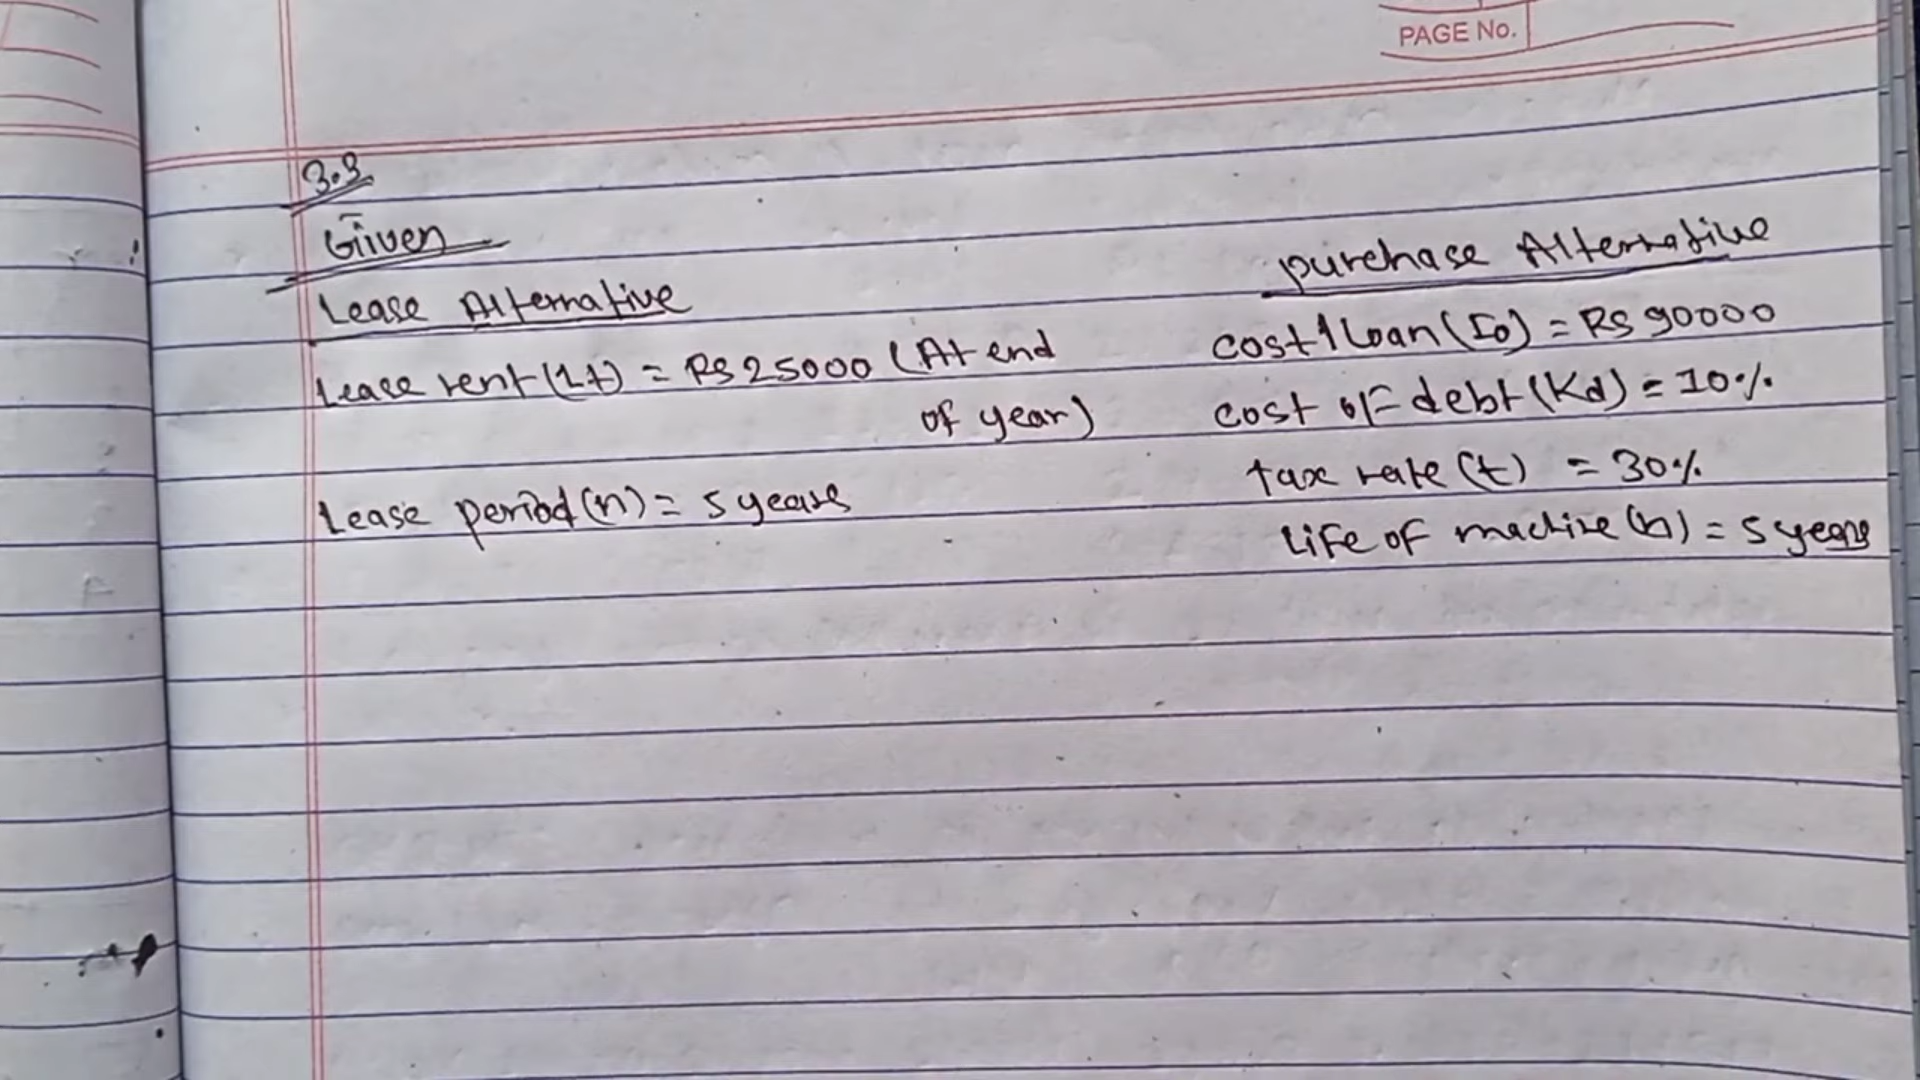 PAGE No.
3.3
Given
Lease Alternative
Lease rent (Lt) = RS 25000 (At end
of year)
Lease period (n) = 5 years
purchase Alternative
cost / Loan (I0) = RS 90000
cost of debt (Kd) = 10%
tax rate (t) = 30%
Life of machine (n) = 5 years